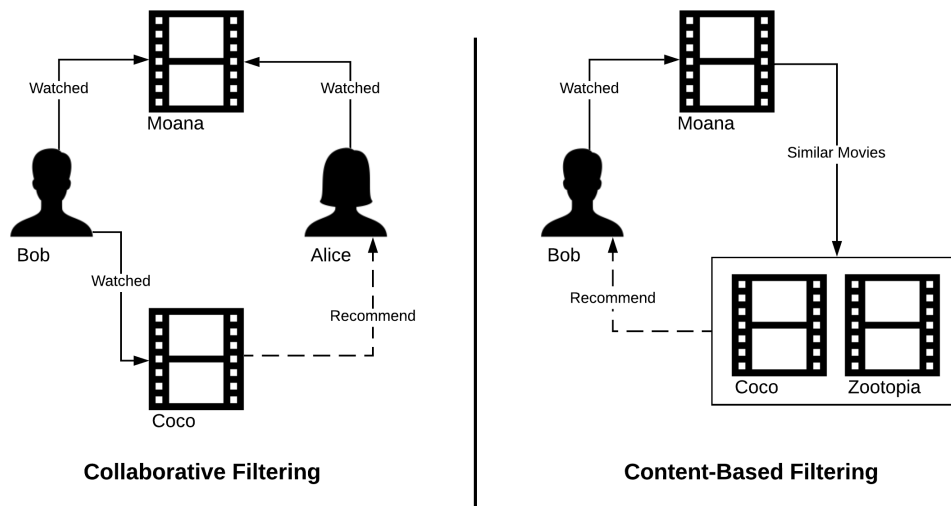 Moana
Watched
Watched
Bob
Alice
Watched
Recommend
Coco
Collaborative Filtering
Moana
Watched
Similar Movies
Bob
Recommend
Coco
Zootopia
Content-Based Filtering